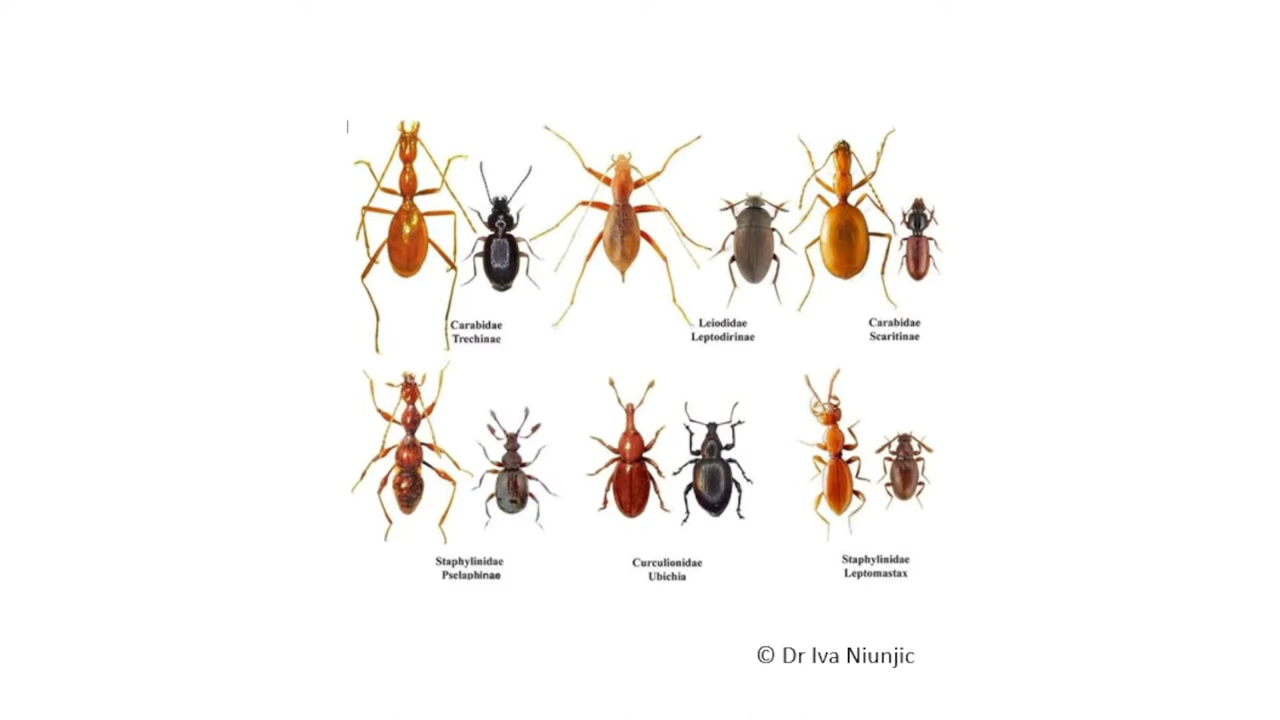 Carabidae
Trechinae
Leiodidae
Leptodirinae
Carabidae
Scaritinae
Staphylinidae
Pselaphinae
Curculionidae
Ubichia
Staphylinidae
Leptomastax
© Dr Iva Niunjic